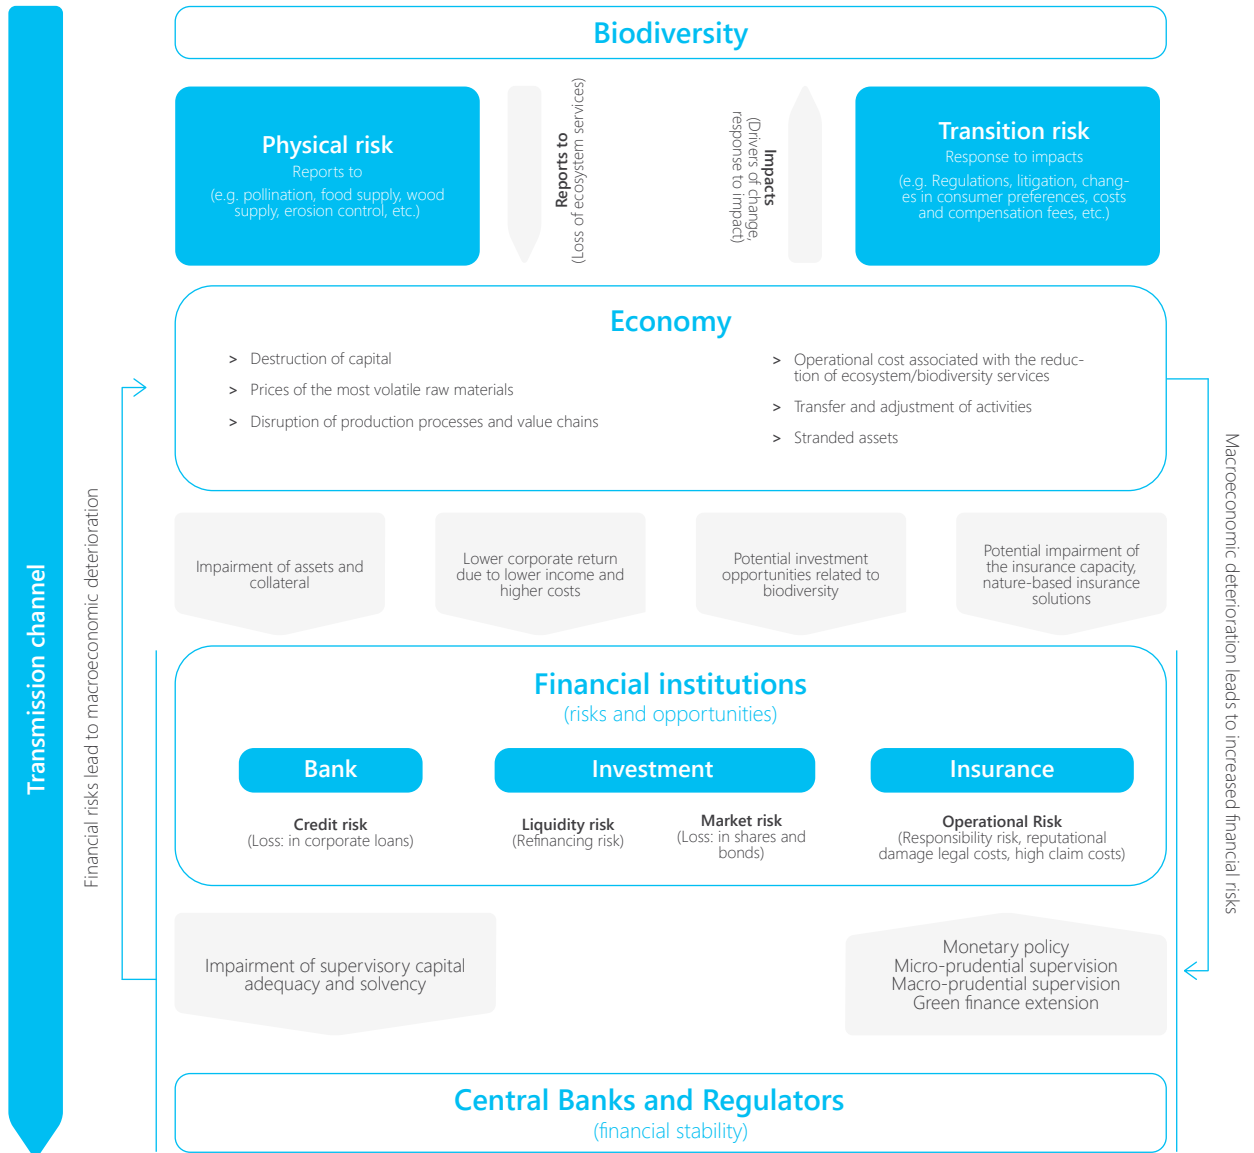 Biodiversity
Transmission channel
Physical risk
Reports to
(e.g. pollination, food supply, wood
supply, erosion control, etc.)
Reports to
(Loss of ecosystem services)
Impacts
(Drivers of change,
response to impact)
Transition risk
Response to impacts
(e.g. Regulations, litigation, chang-
es in consumer preferences, costs
and compensation fees, etc.)
Economy
> Destruction of capital
> Prices of the most volatile raw materials
> Disruption of production processes and value chains
> Operational cost associated with the reduc-
tion of ecosystem/biodiversity services
> Transfer and adjustment of activities
> Stranded assets
Financial risks lead to macroeconomic deterioration
Macroeconomic deterioration leads to increased financial risks
Impairment of assets and
collateral
Lower corporate return
due to lower income and
higher costs
Potential investment
opportunities related to
biodiversity
Potential impairment of
the insurance capacity,
nature-based insurance
solutions
Financial institutions
(risks and opportunities)
Bank
Credit risk
(Loss: in corporate loans)
Investment
Liquidity risk
(Refinancing risk)
Market risk
(Loss: in shares and
bonds)
Insurance
Operational Risk
(Responsibility risk, reputational
damage legal costs, high claim costs)
Impairment of supervisory capital
adequacy and solvency
Monetary policy
Micro-prudential supervision
Macro-prudential supervision
Green finance extension
Central Banks and Regulators
(financial stability)